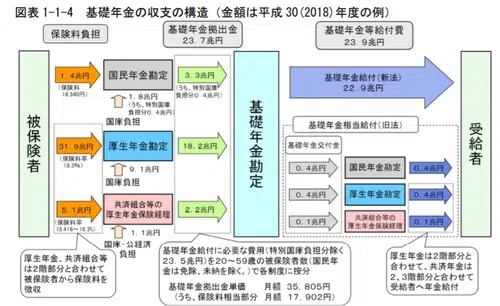 図表 1-1-4 基礎年金の収支の構造（金額は平成 30(2018)年度の例）
保険料負担
基礎年金拠出金
23.7兆円
基礎年金等給付費
23.9兆円
被保険者
1.4兆円
（保険料
16,340円）
国民年金勘定
3.3兆円
（うち、特別国庫
負担分0.4兆円）
1.8兆円
（うち、特別国庫
負担分0.4兆円）
国庫負担
31.9兆円
（保険料率
18.3%）
厚生年金勘定
18.2兆円
9.1兆円
国庫負担
5.1兆円
（保険料率
15.416～18.3%）
共済組合等の
厚生年金保険経理
2.2兆円
1.1兆円
国庫・公経済
負担
基礎年金勘定
基礎年金給付（新法）
22.9兆円
基礎年金相当給付（旧法）
基礎年金交付金
0.4兆円
国民年金勘定
0.4兆円
0.4兆円
厚生年金勘定
0.4兆円
0.1兆円
共済組合等の
厚生年金保険経理
0.1兆円
受給者
厚生年金、共済組合等
は2階部分と合わせて
被保険者から保険料を
徴収
基礎年金給付に必要な費用（特別国庫負担分除く
23.5兆円）を20～59歳の被保険者数（国民年金
は免除、未納を除く。）で各制度に按分
基礎年金拠出金単価 月額 35,805円
（うち、保険料相当部分 月額 17,902円）
厚生年金は2階部分と
合わせて、共済年金は
2、3階部分と合わせて
受給者へ年金給付